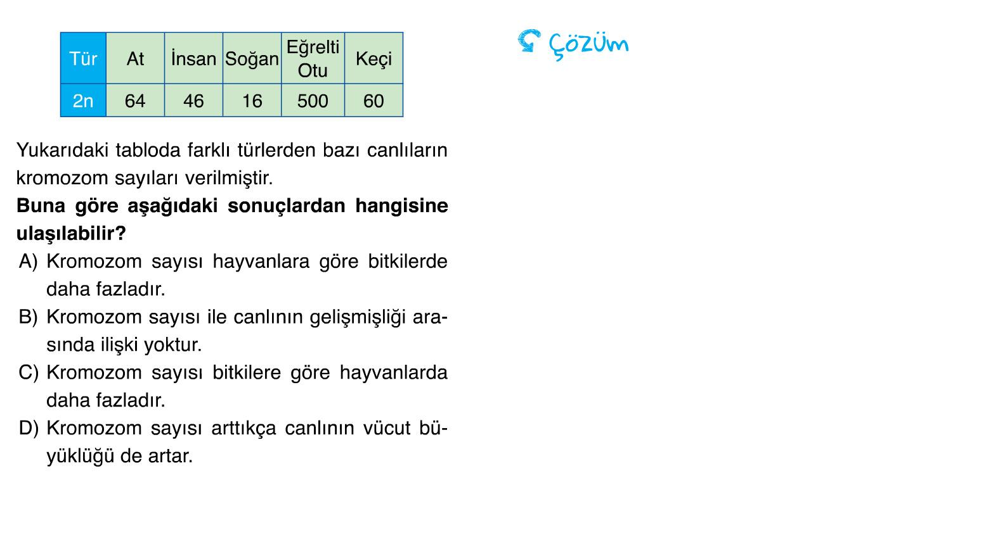 Tür At İnsan Soğan Eğrelti Otu Keçi
2n 64 46 16 500 60
Çözüm
Yukarıdaki tabloda farklı türlerden bazı canlıların
kromozom sayıları verilmiştir.
Buna göre aşağıdaki sonuçlardan hangisine
ulaşılabilir?
A) Kromozom sayısı hayvanlara göre bitkilerde
daha fazladır.
B) Kromozom sayısı ile canlının gelişmişliği ara-
sında ilişki yoktur.
C) Kromozom sayısı bitkilere göre hayvanlarda
daha fazladır.
D) Kromozom sayısı arttıkça canlının vücut bü-
yüklüğü de artar.